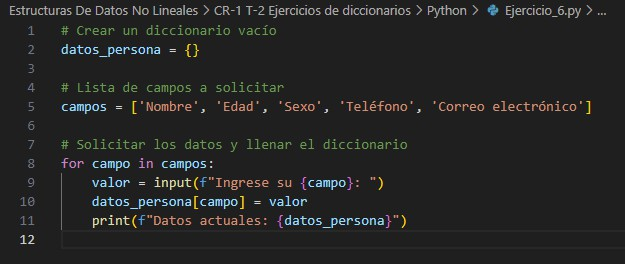 Estructuras De Datos No Lineales > CR-1 T-2 Ejercicios de diccionarios > Python > Ejercicio_6.py > ...
1 # Crear un diccionario vacío
2 datos_persona = {}
3
4 # Lista de campos a solicitar
5 campos = ['Nombre', 'Edad', 'Sexo', 'Teléfono', 'Correo electrónico']
6
7 # Solicitar los datos y llenar el diccionario
8 for campo in campos:
9     valor = input(f"Ingrese su {campo}: ")
10     datos_persona[campo] = valor
11     print(f"Datos actuales: {datos_persona}")
12